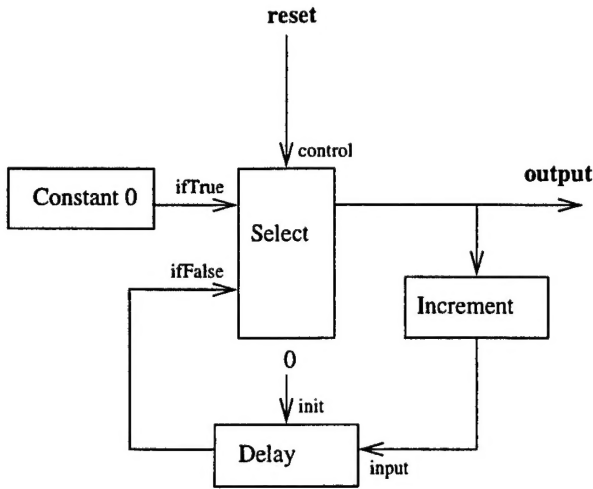 reset
control
Constant 0
ifTrue
output
Select
ifFalse
Increment
0
init
Delay
input